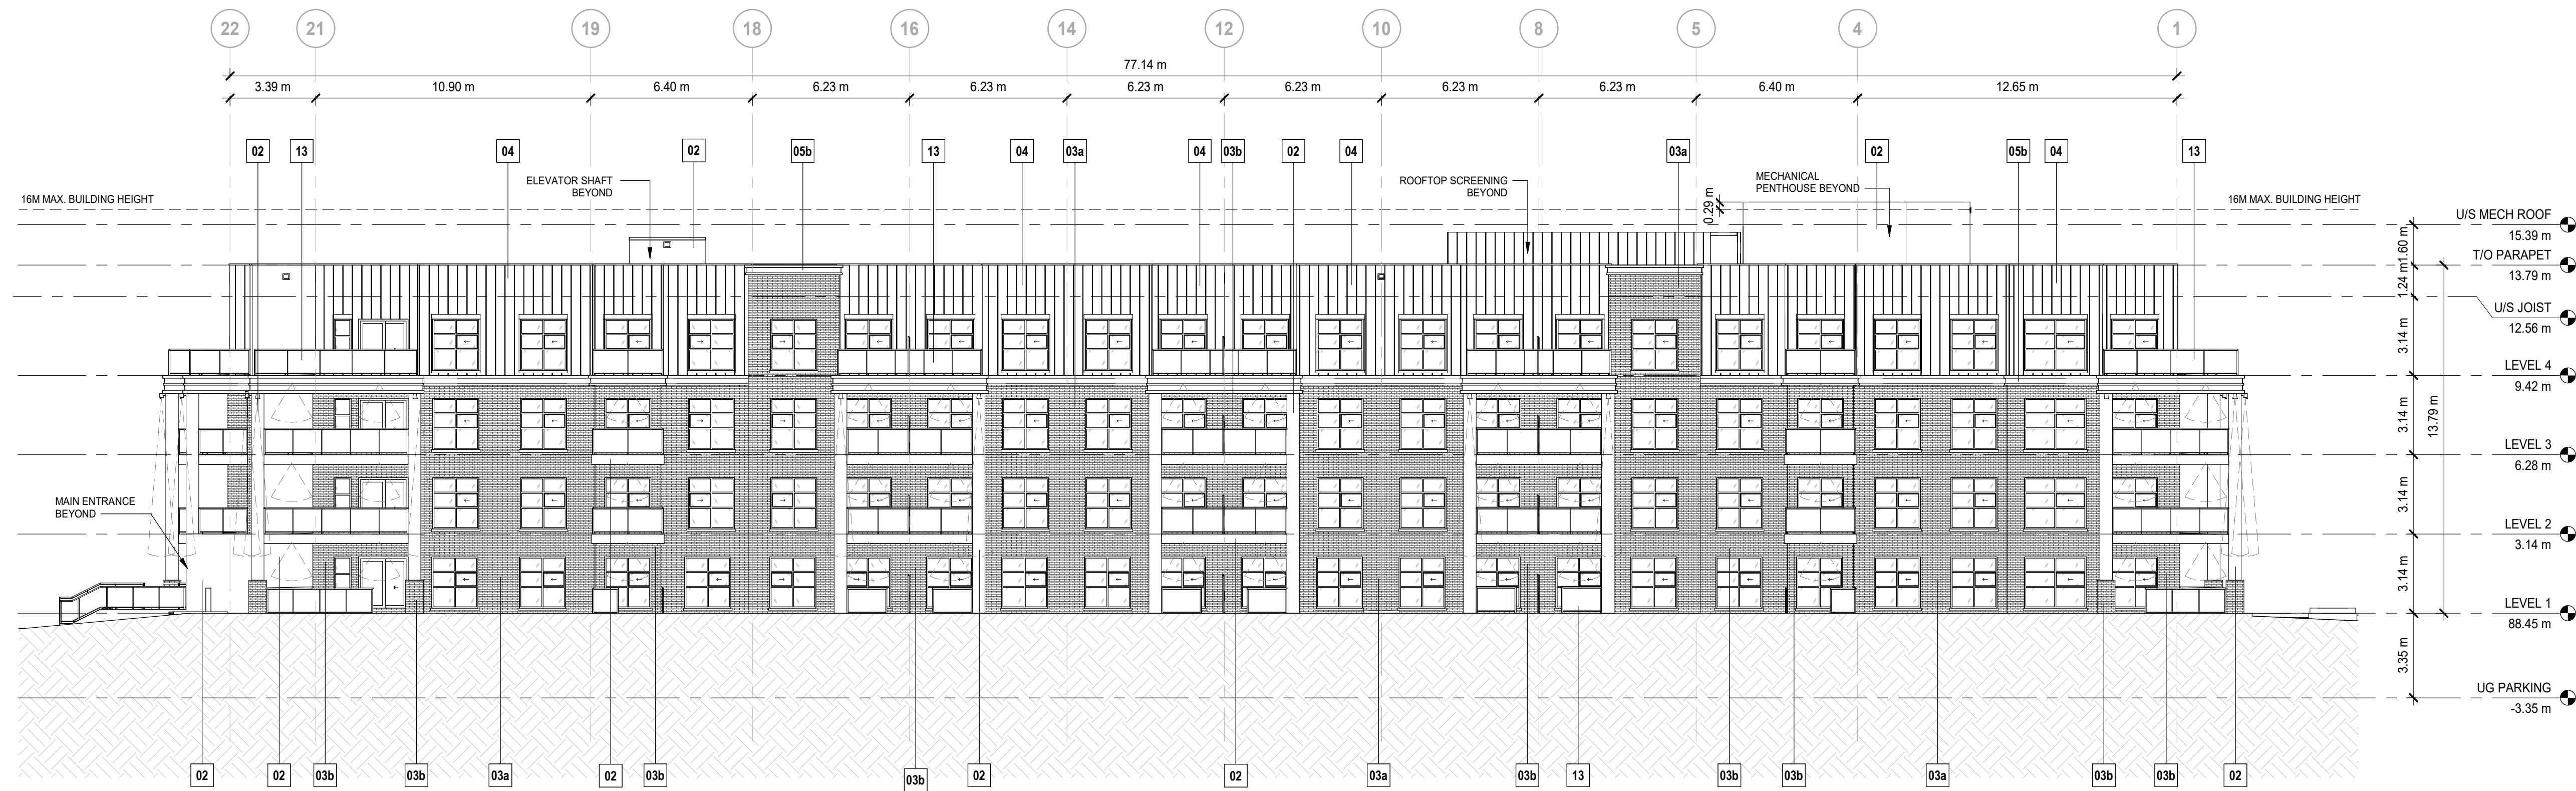 22 21 19 18 16 14 12 10 8 5 4 1
77.14 m
3.39 m 10.90 m 6.40 m 6.23 m 6.23 m 6.23 m 6.23 m 6.23 m 6.23 m 6.40 m 12.65 m
02 13 04 02 05b 13 04 03a 04 03b 02 04 03a 02 05b 04 13
ELEVATOR SHAFT
BEYOND
ROOFTOP SCREENING
BEYOND
MECHANICAL
PENTHOUSE BEYOND
0.29 m
16M MAX. BUILDING HEIGHT
16M MAX. BUILDING HEIGHT
U/S MECH ROOF
15.39 m
1.60 m
T/O PARAPET
13.79 m
1.24 m
U/S JOIST
12.56 m
3.14 m
LEVEL 4
9.42 m
3.14 m
13.79 m
LEVEL 3
6.28 m
3.14 m
MAIN ENTRANCE
BEYOND
LEVEL 2
3.14 m
3.14 m
LEVEL 1
88.45 m
3.35 m
UG PARKING
-3.35 m
02 02 03b 03b 03a 02 03b 03b 02 02 03a 03b 13 03b 03b 03a 03b 03b 02